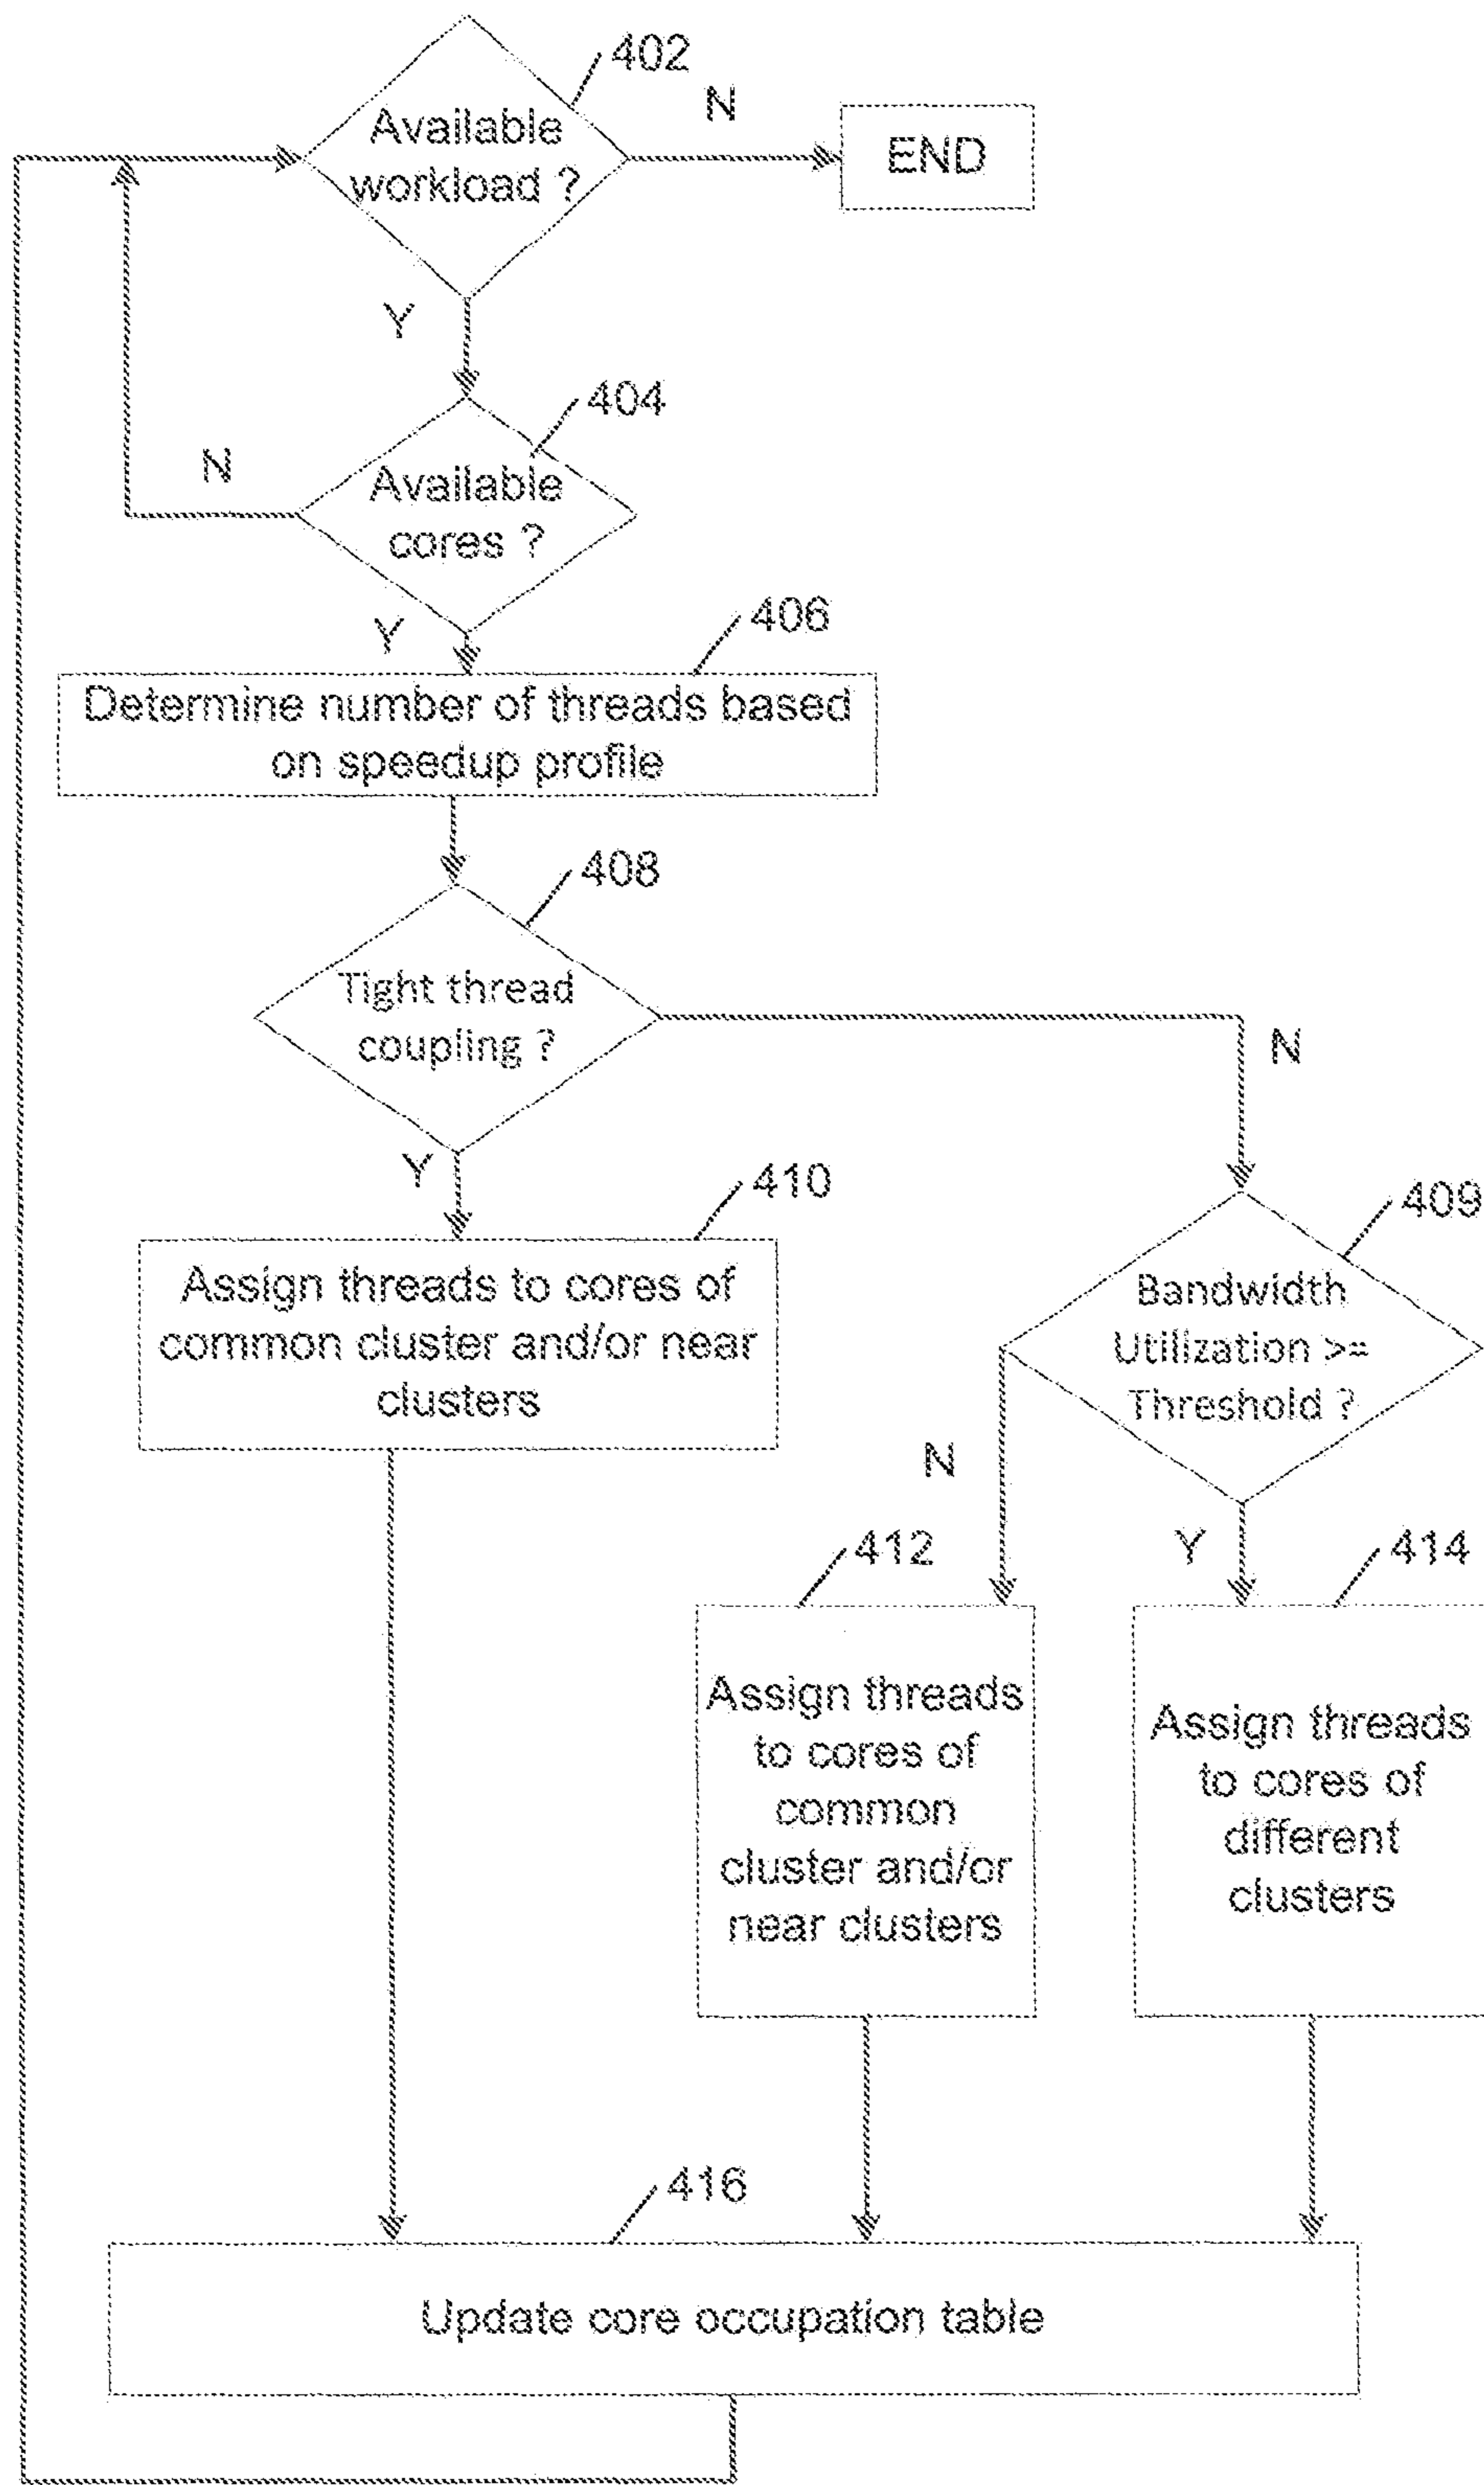 402
Available
workload ?
N
END
Y
404
Available
cores ?
N
Y
406
Determine number of threads based
on speedup profile
408
Tight thread
coupling ?
N
Y
410
Assign threads to cores of
common cluster and/or near
clusters
409
Bandwidth
Utilization >=
Threshold ?
N
Y
412
Assign threads
to cores of
common
cluster and/or
near clusters
414
Assign threads
to cores of
different
clusters
416
Update core occupation table